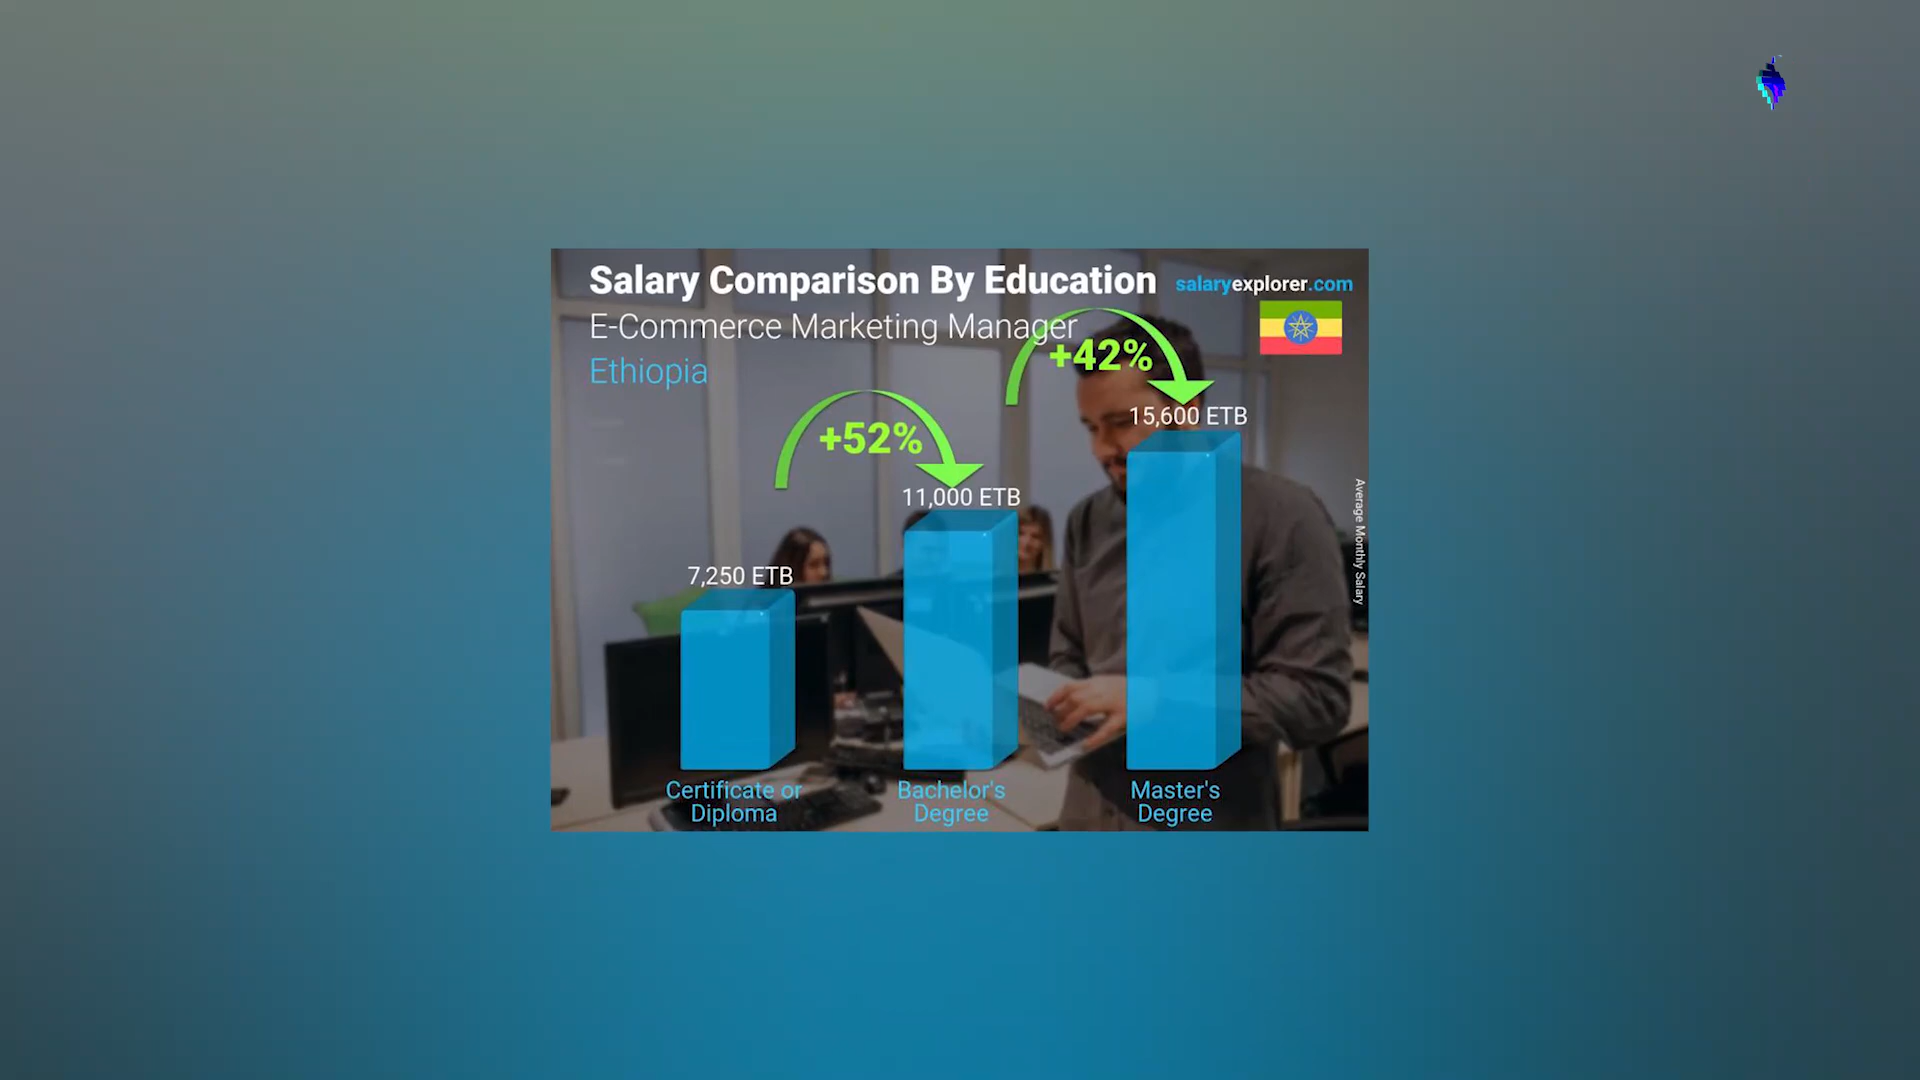 Salary Comparison By Education
salaryexplorer.com
E-Commerce Marketing Manager
Ethiopia
+42%
15,600 ETB
+52%
11,000 ETB
7,250 ETB
Average Monthly Salary
Certificate or
Diploma
Bachelor's
Degree
Master's
Degree